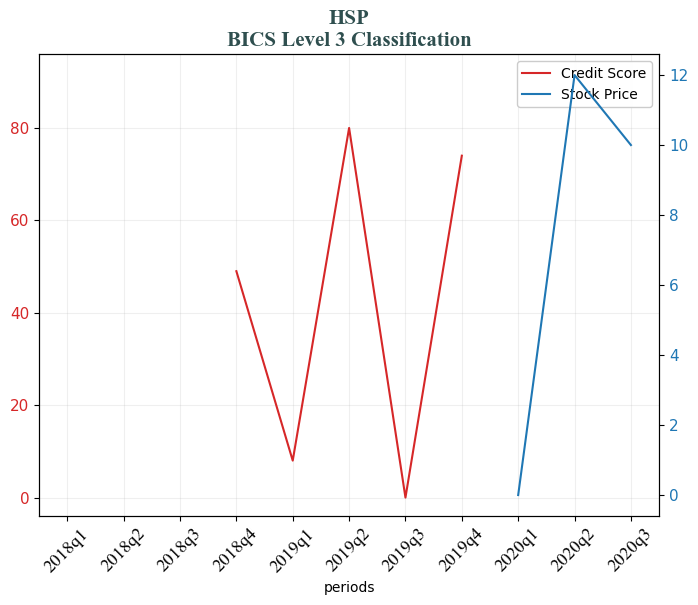 HSP
BICS Level 3 Classification
Credit Score
Stock Price
80
60
40
20
0
12
10
8
6
4
2
0
2018q1
2018q2
2018q3
2018q4
2019q1
2019q2
2019q3
2019q4
2020q1
2020q2
2020q3
periods